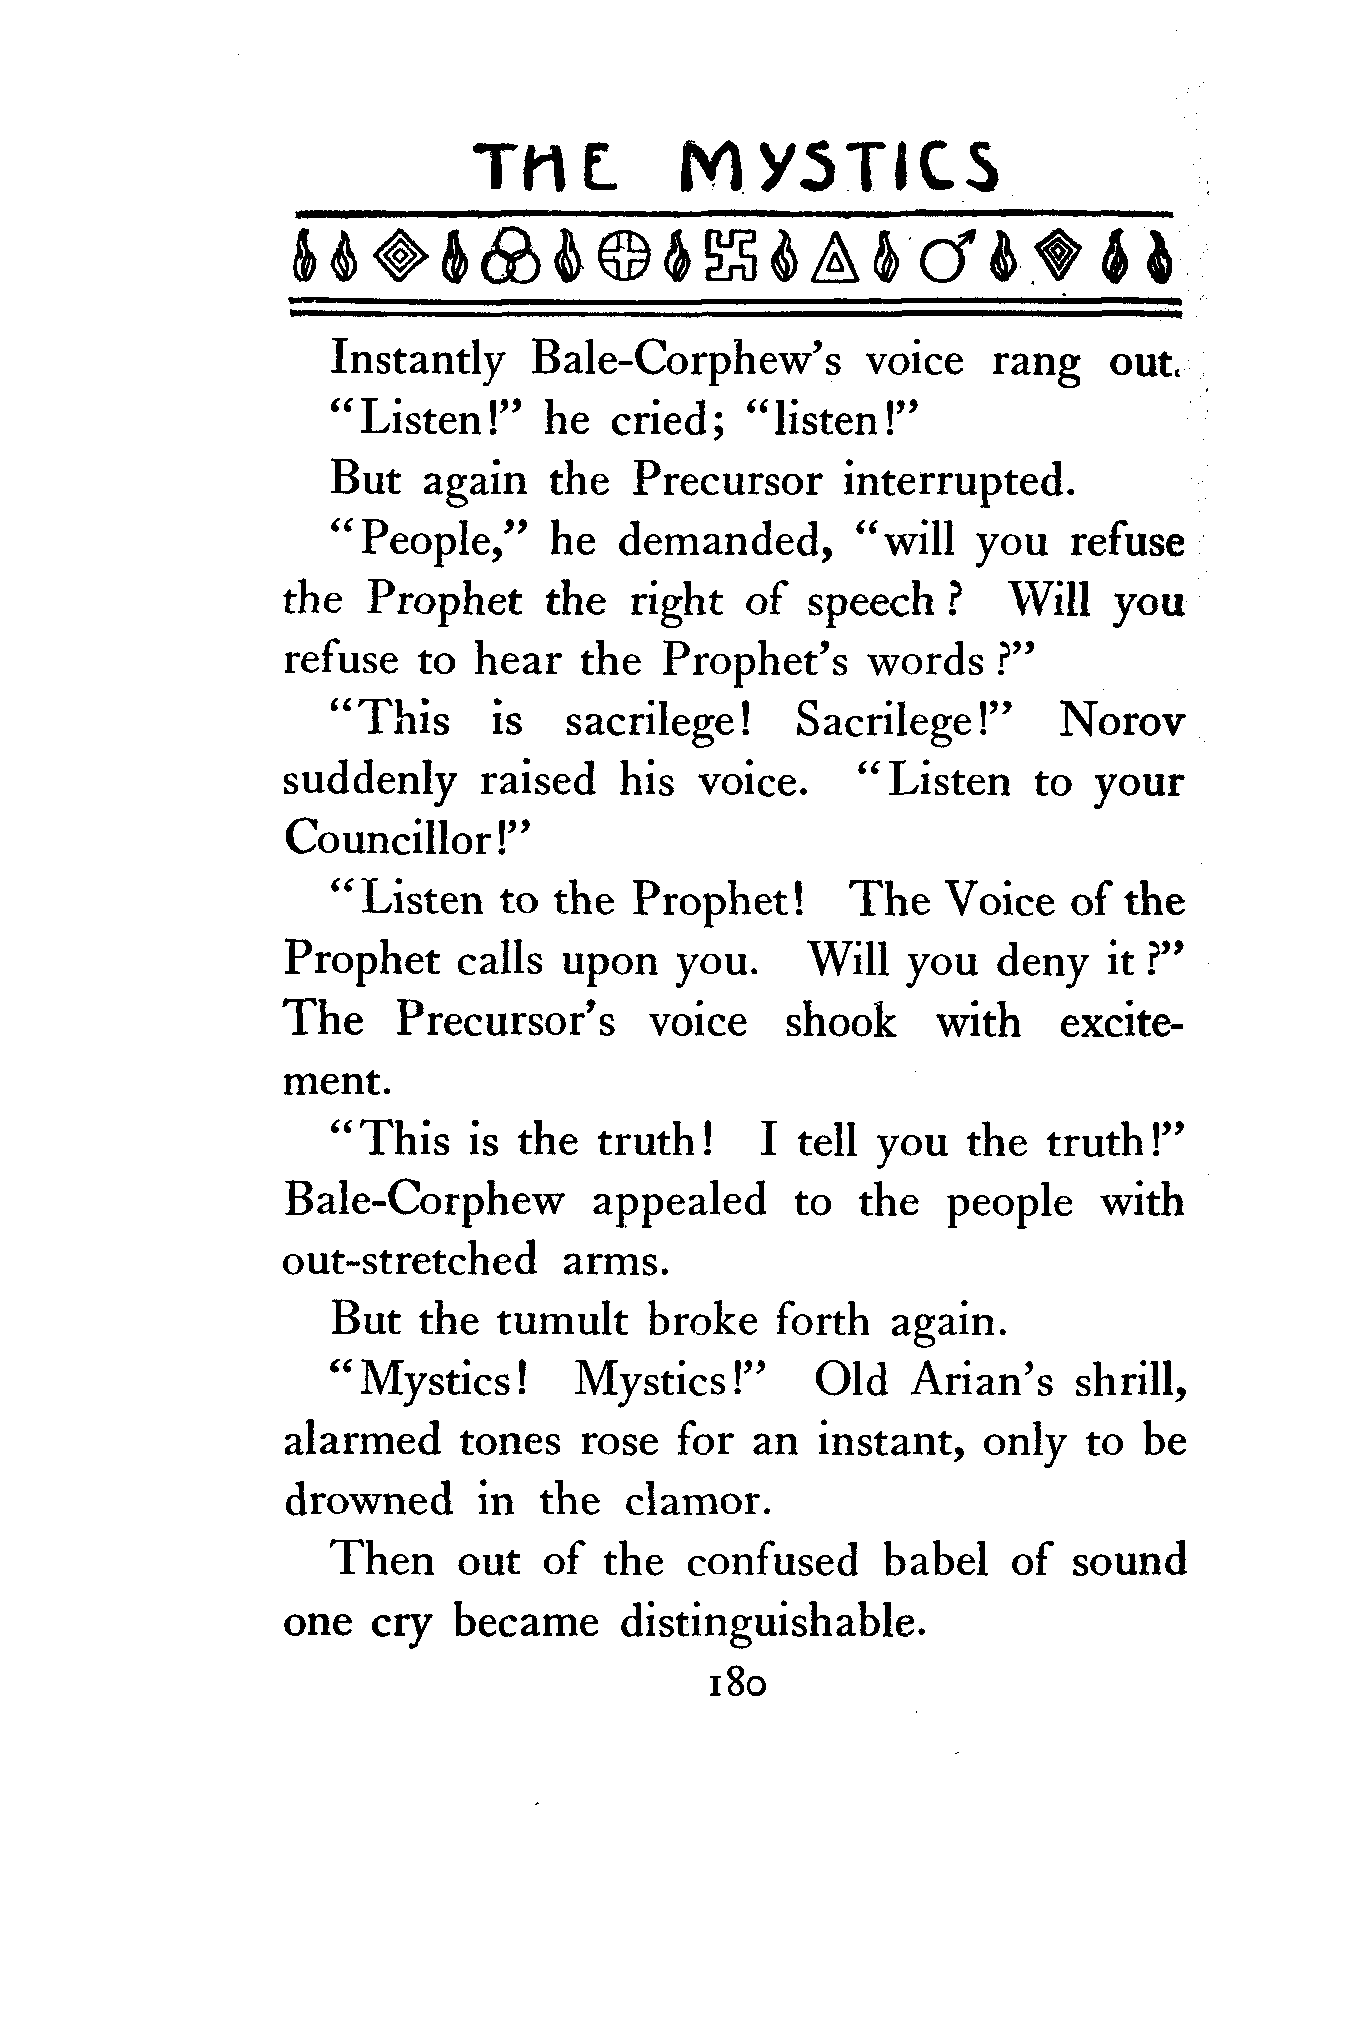 THE MYSTICS
Instantly Bale-Corphew's voice rang out.
"Listen!" he cried; "listen!"
But again the Precursor interrupted.
"People," he demanded, "will you refuse
the Prophet the right of speech? Will you
refuse to hear the Prophet's words?"
"This is sacrilege! Sacrilege!" Norov
suddenly raised his voice. "Listen to your
Councillor!"
"Listen to the Prophet! The Voice of the
Prophet calls upon you. Will you deny it?"
The Precursor's voice shook with excite-
ment.
"This is the truth! I tell you the truth!"
Bale-Corphew appealed to the people with
out-stretched arms.
But the tumult broke forth again.
"Mystics! Mystics!" Old Arian's shrill,
alarmed tones rose for an instant, only to be
drowned in the clamor.
Then out of the confused babel of sound
one cry became distinguishable.
180